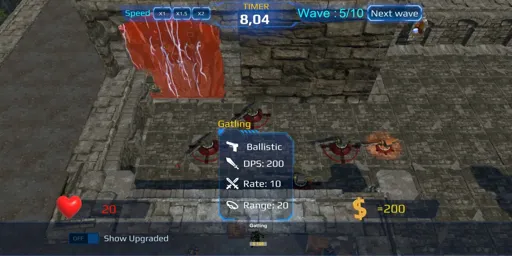 Speed X1 X1,5 X2
TIMER
8,04
Wave : 5/10
Next wave
Gatling
Ballistic
DPS: 200
Rate: 10
Range: 20
20
=200
Gatling
OFF
Show Upgraded